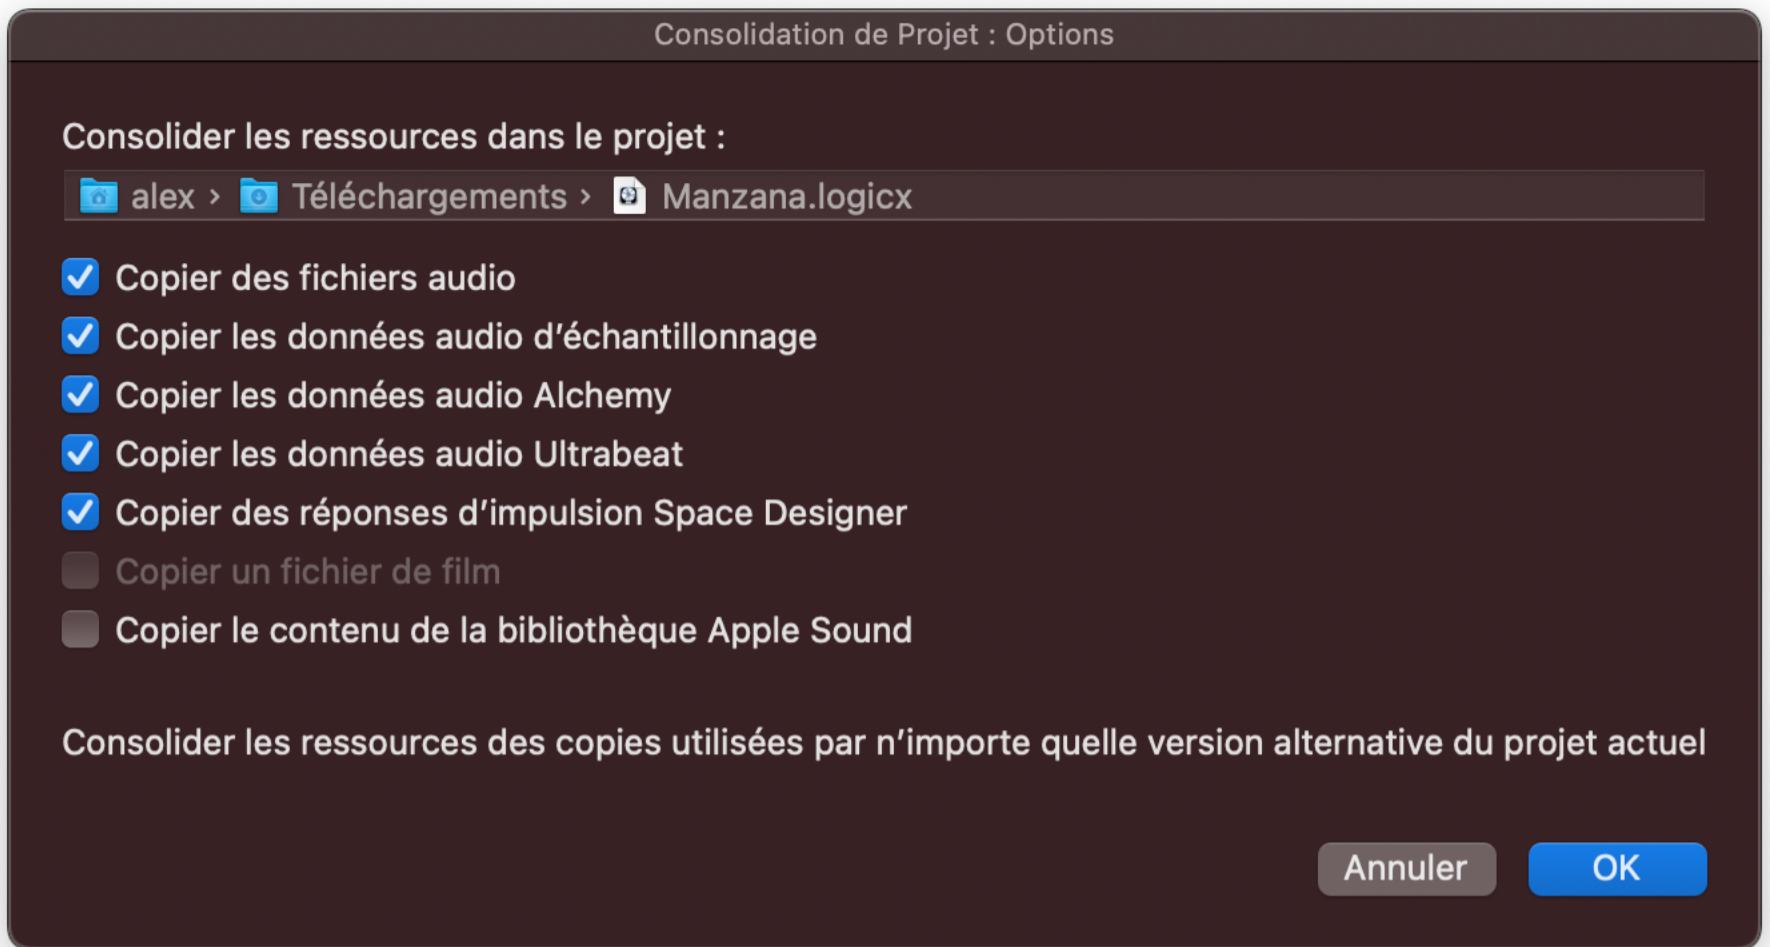 Consolidation de Projet : Options
Consolider les ressources dans le projet :
alex › Téléchargements › Manzana.logicx
Copier des fichiers audio
Copier les données audio d’échantillonnage
Copier les données audio Alchemy
Copier les données audio Ultrabeat
Copier des réponses d’impulsion Space Designer
Copier un fichier de film
Copier le contenu de la bibliothèque Apple Sound
Consolider les ressources des copies utilisées par n’importe quelle version alternative du projet actuel
Annuler OK